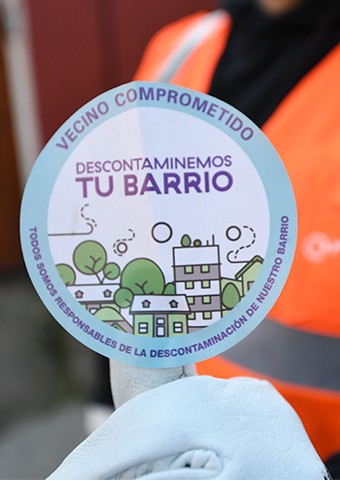 VECINO COMPROMETIDO
DESCONTAMINEMOS
TU BARRIO
TODOS SOMOS RESPONSABLES DE LA DESCONTAMINACIÓN DE NUESTRO BARRIO